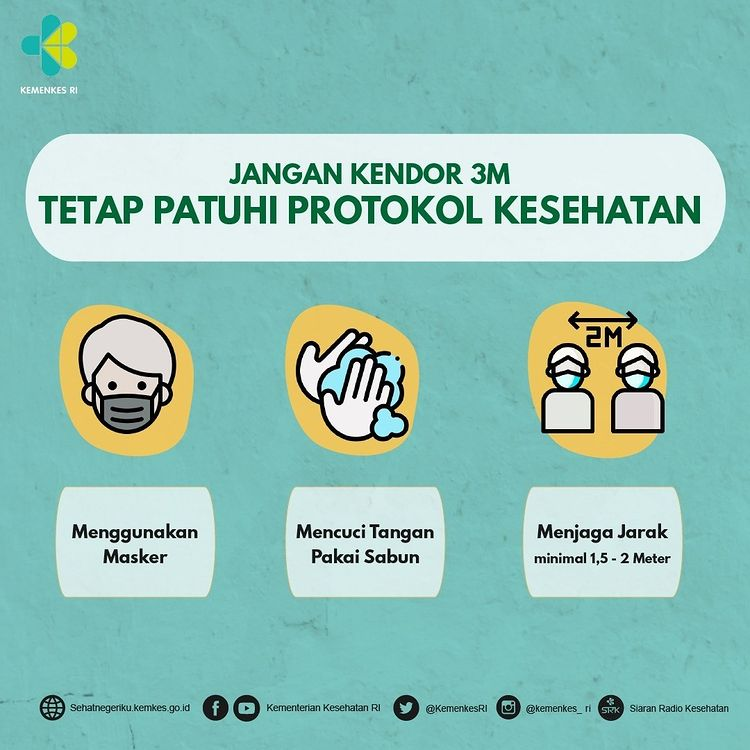 KEMENKES RI
JANGAN KENDOR 3M
TETAP PATUHI PROTOKOL KESEHATAN
2M
Menggunakan
Masker
Mencuci Tangan
Pakai Sabun
Menjaga Jarak
minimal 1,5 - 2 Meter
Sehatnegeriku.kemkes.go.id
Kementerian Kesehatan RI
@KemenkesRI
@kemenkes_ ri
SRK
Siaran Radio Kesehatan